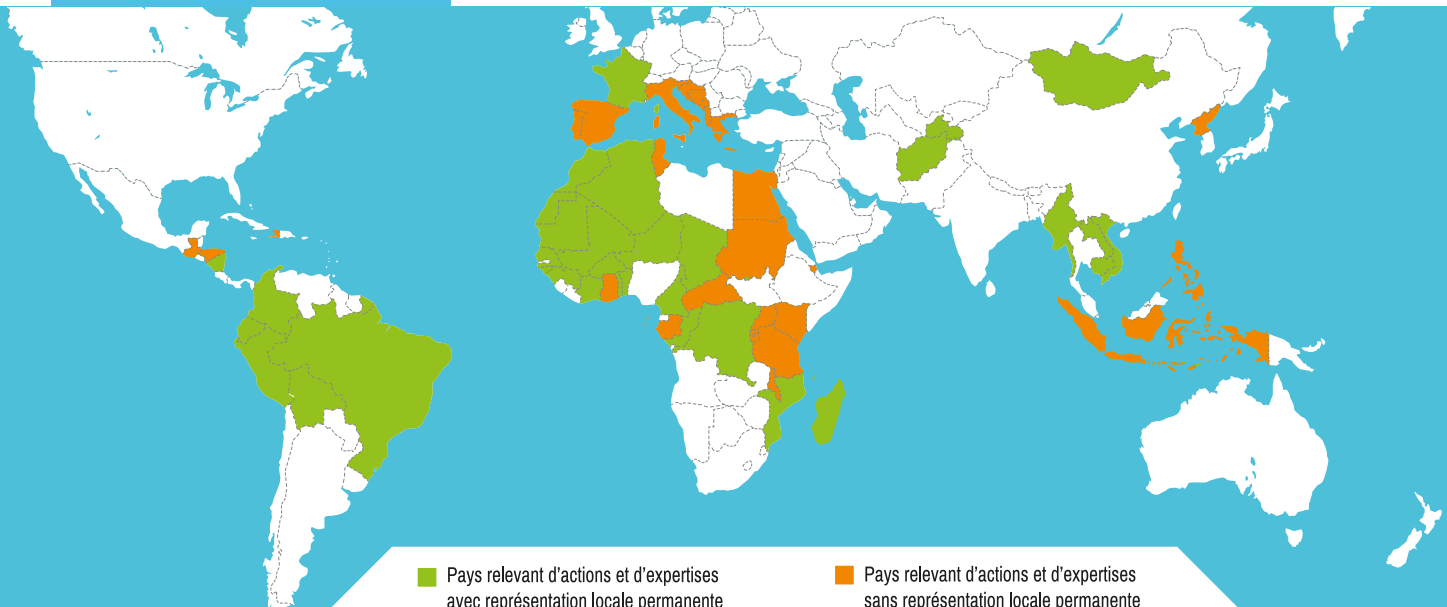 Pays relevant d'actions et d'expertises
avec représentation locale permanente
Pays relevant d'actions et d'expertises
sans représentation locale permanente